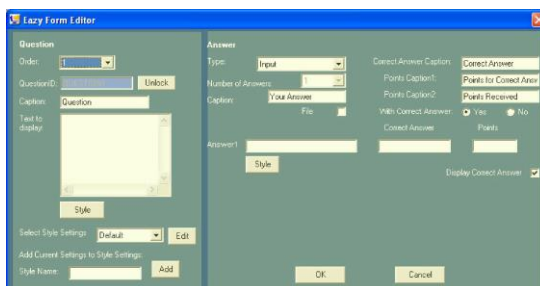 Eazy Form Editor
Question
Order: 1
QuestionID: Unlock
Caption: Question
Text to
display:
Style
Select Style Settings Default Edit
Add Current Settings to Style Settings:
Style Name: Add
Answer
Type: Input
Number of Answers 1
Caption: Your Answer
File
Answer1
Style
Correct Answer Caption: Correct Answer
Points Caption1: Points for Correct Answ
Points Caption2: Points Received
With Correct Answer: Yes No
Correct Answer Points
Display Correct Answer
OK Cancel